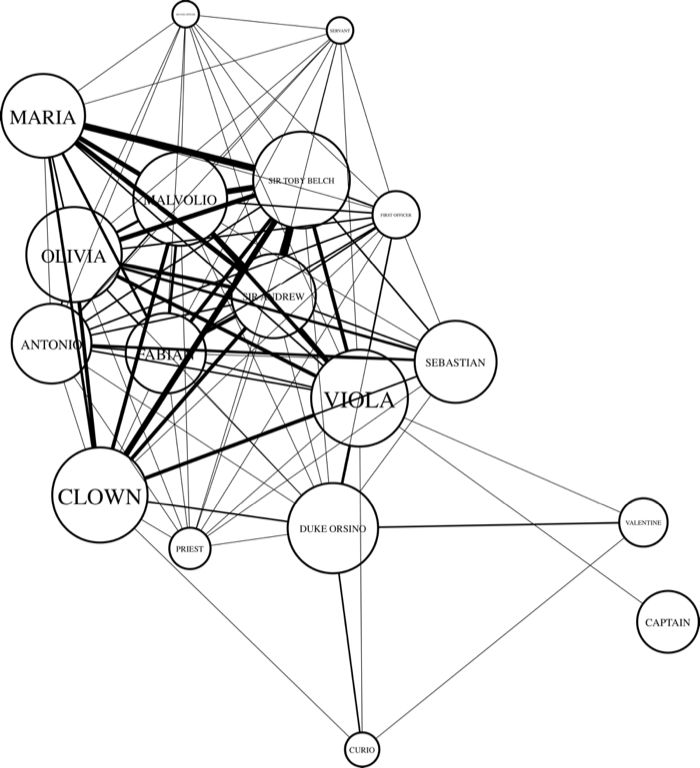 SERVANT
MARIA
SIR TOBY BELCH
MALVOLIO
FIRST OFFICER
OLIVIA
SIR ANDREW
ANTONIO
FABIAN
SEBASTIAN
VIOLA
CLOWN
VALENTINE
DUKE ORSINO
PRIEST
CAPTAIN
CURIO